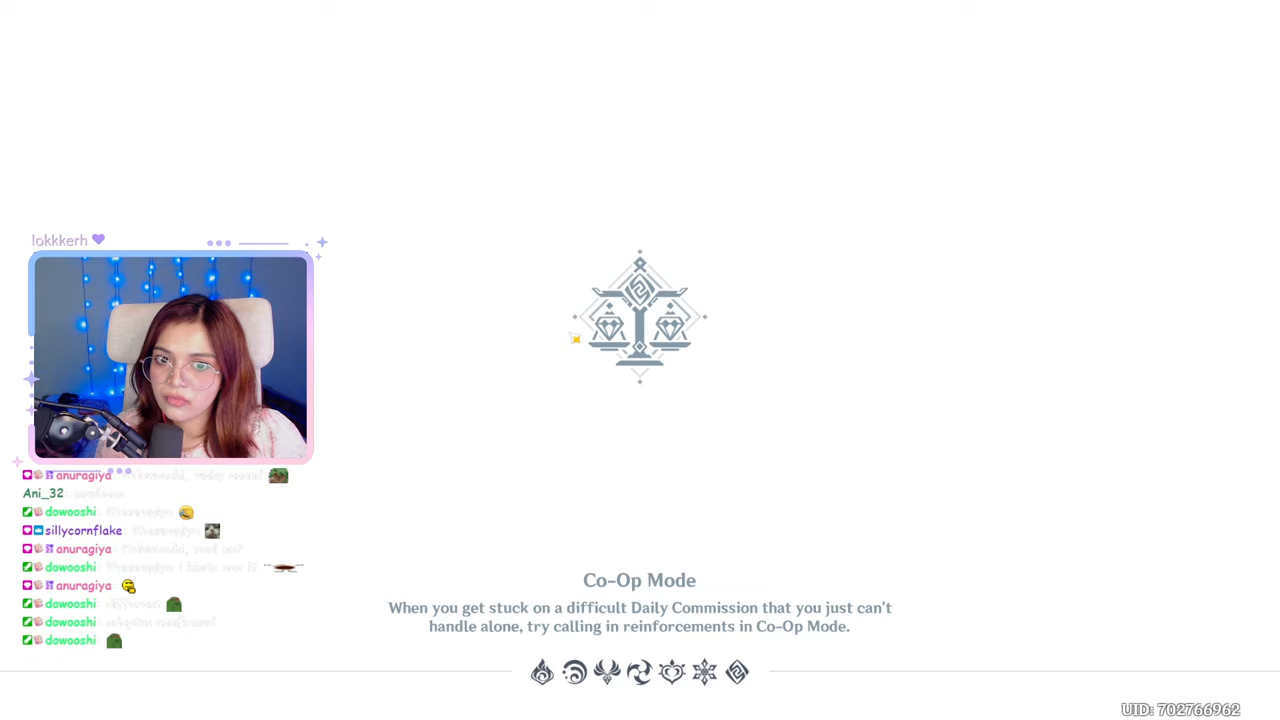 lokkkerh
anuragiya
Ani_32
dowooshi
sillycornflake
anuragiya
dowooshi
anuragiya
dowooshi
dowooshi
dowooshi
Co-Op Mode
When you get stuck on a difficult Daily Commission that you just can't
handle alone, try calling in reinforcements in Co-Op Mode.
UID: 702766962